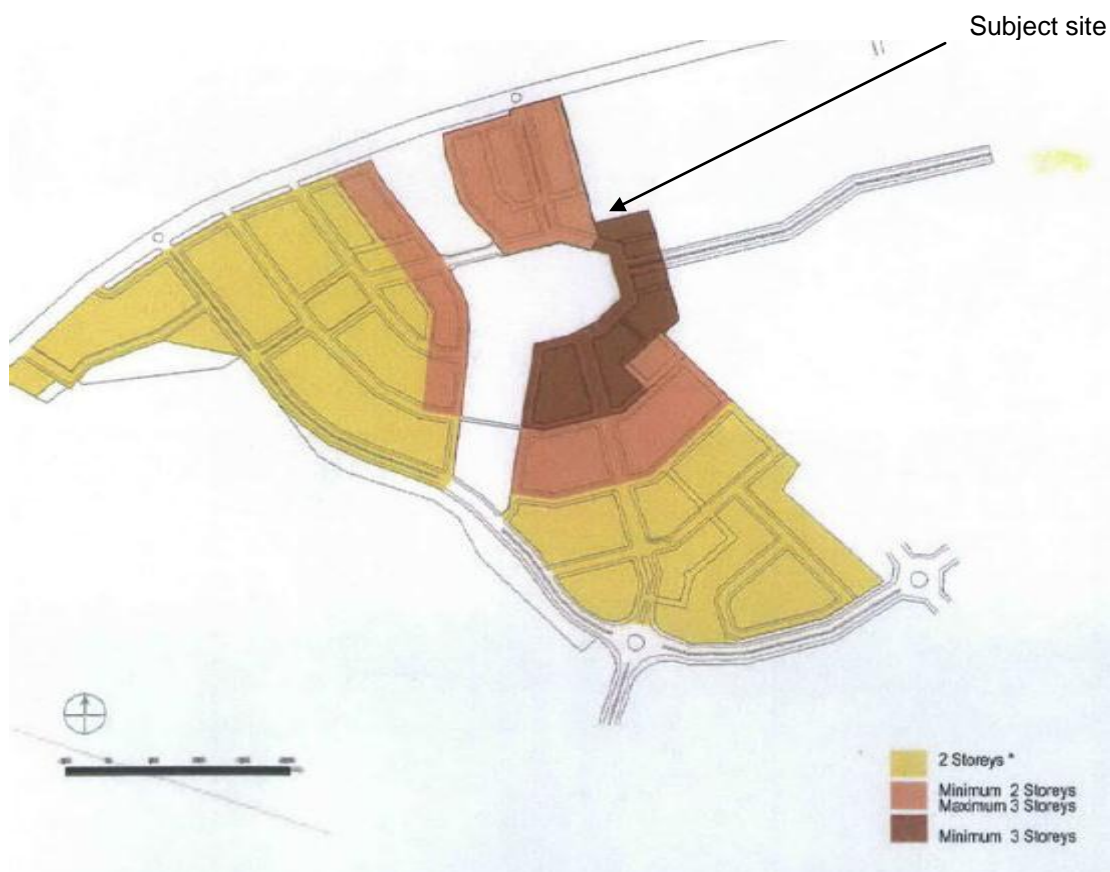 Subject site
2 Storeys *
Minimum 2 Storeys
Maximum 3 Storeys
Minimum 3 Storeys